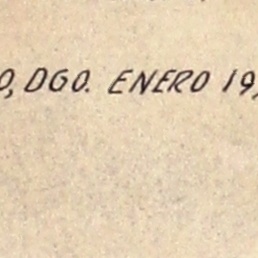 O, DGO. ENERO 19,